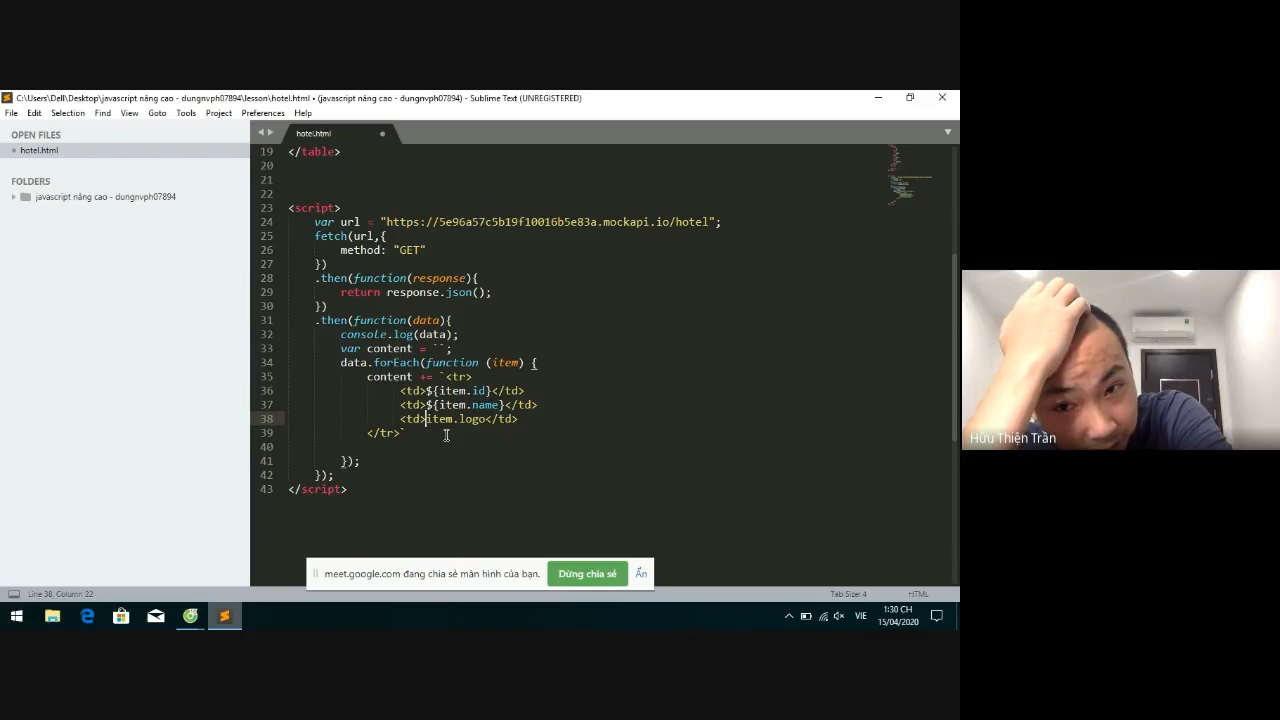 C:\Users\Dell\Desktop\javascript nâng cao - dungnvph07894\lesson\hotel.html • (javascript nâng cao - dungnvph07894) - Sublime Text (UNREGISTERED)
File Edit Selection Find View Goto Tools Project Preferences Help
OPEN FILES
hotel.html
FOLDERS
javascript nâng cao - dungnvph07894
hotel.html
19 </table>
20
21
22
23 <script>
24 var url = "https://5e96a57c5b19f10016b5e83a.mockapi.io/hotel";
25 fetch(url,{
26 method: "GET"
27 })
28 .then(function(response){
29 return response.json();
30 })
31 .then(function(data){
32 console.log(data);
33 var content = ``;
34 data.forEach(function (item) {
35 content += `<tr>
36 <td>${item.id}</td>
37 <td>${item.name}</td>
38 <td>item.logo</td>
39 </tr>`
40
41 });
42 });
43 </script>
Hữu Thiện Trần
meet.google.com đang chia sẻ màn hình của bạn. Dừng chia sẻ Ẩn
Line 38, Column 22 Tab Size: 4 HTML
VIE 1:30 CH
15/04/2020